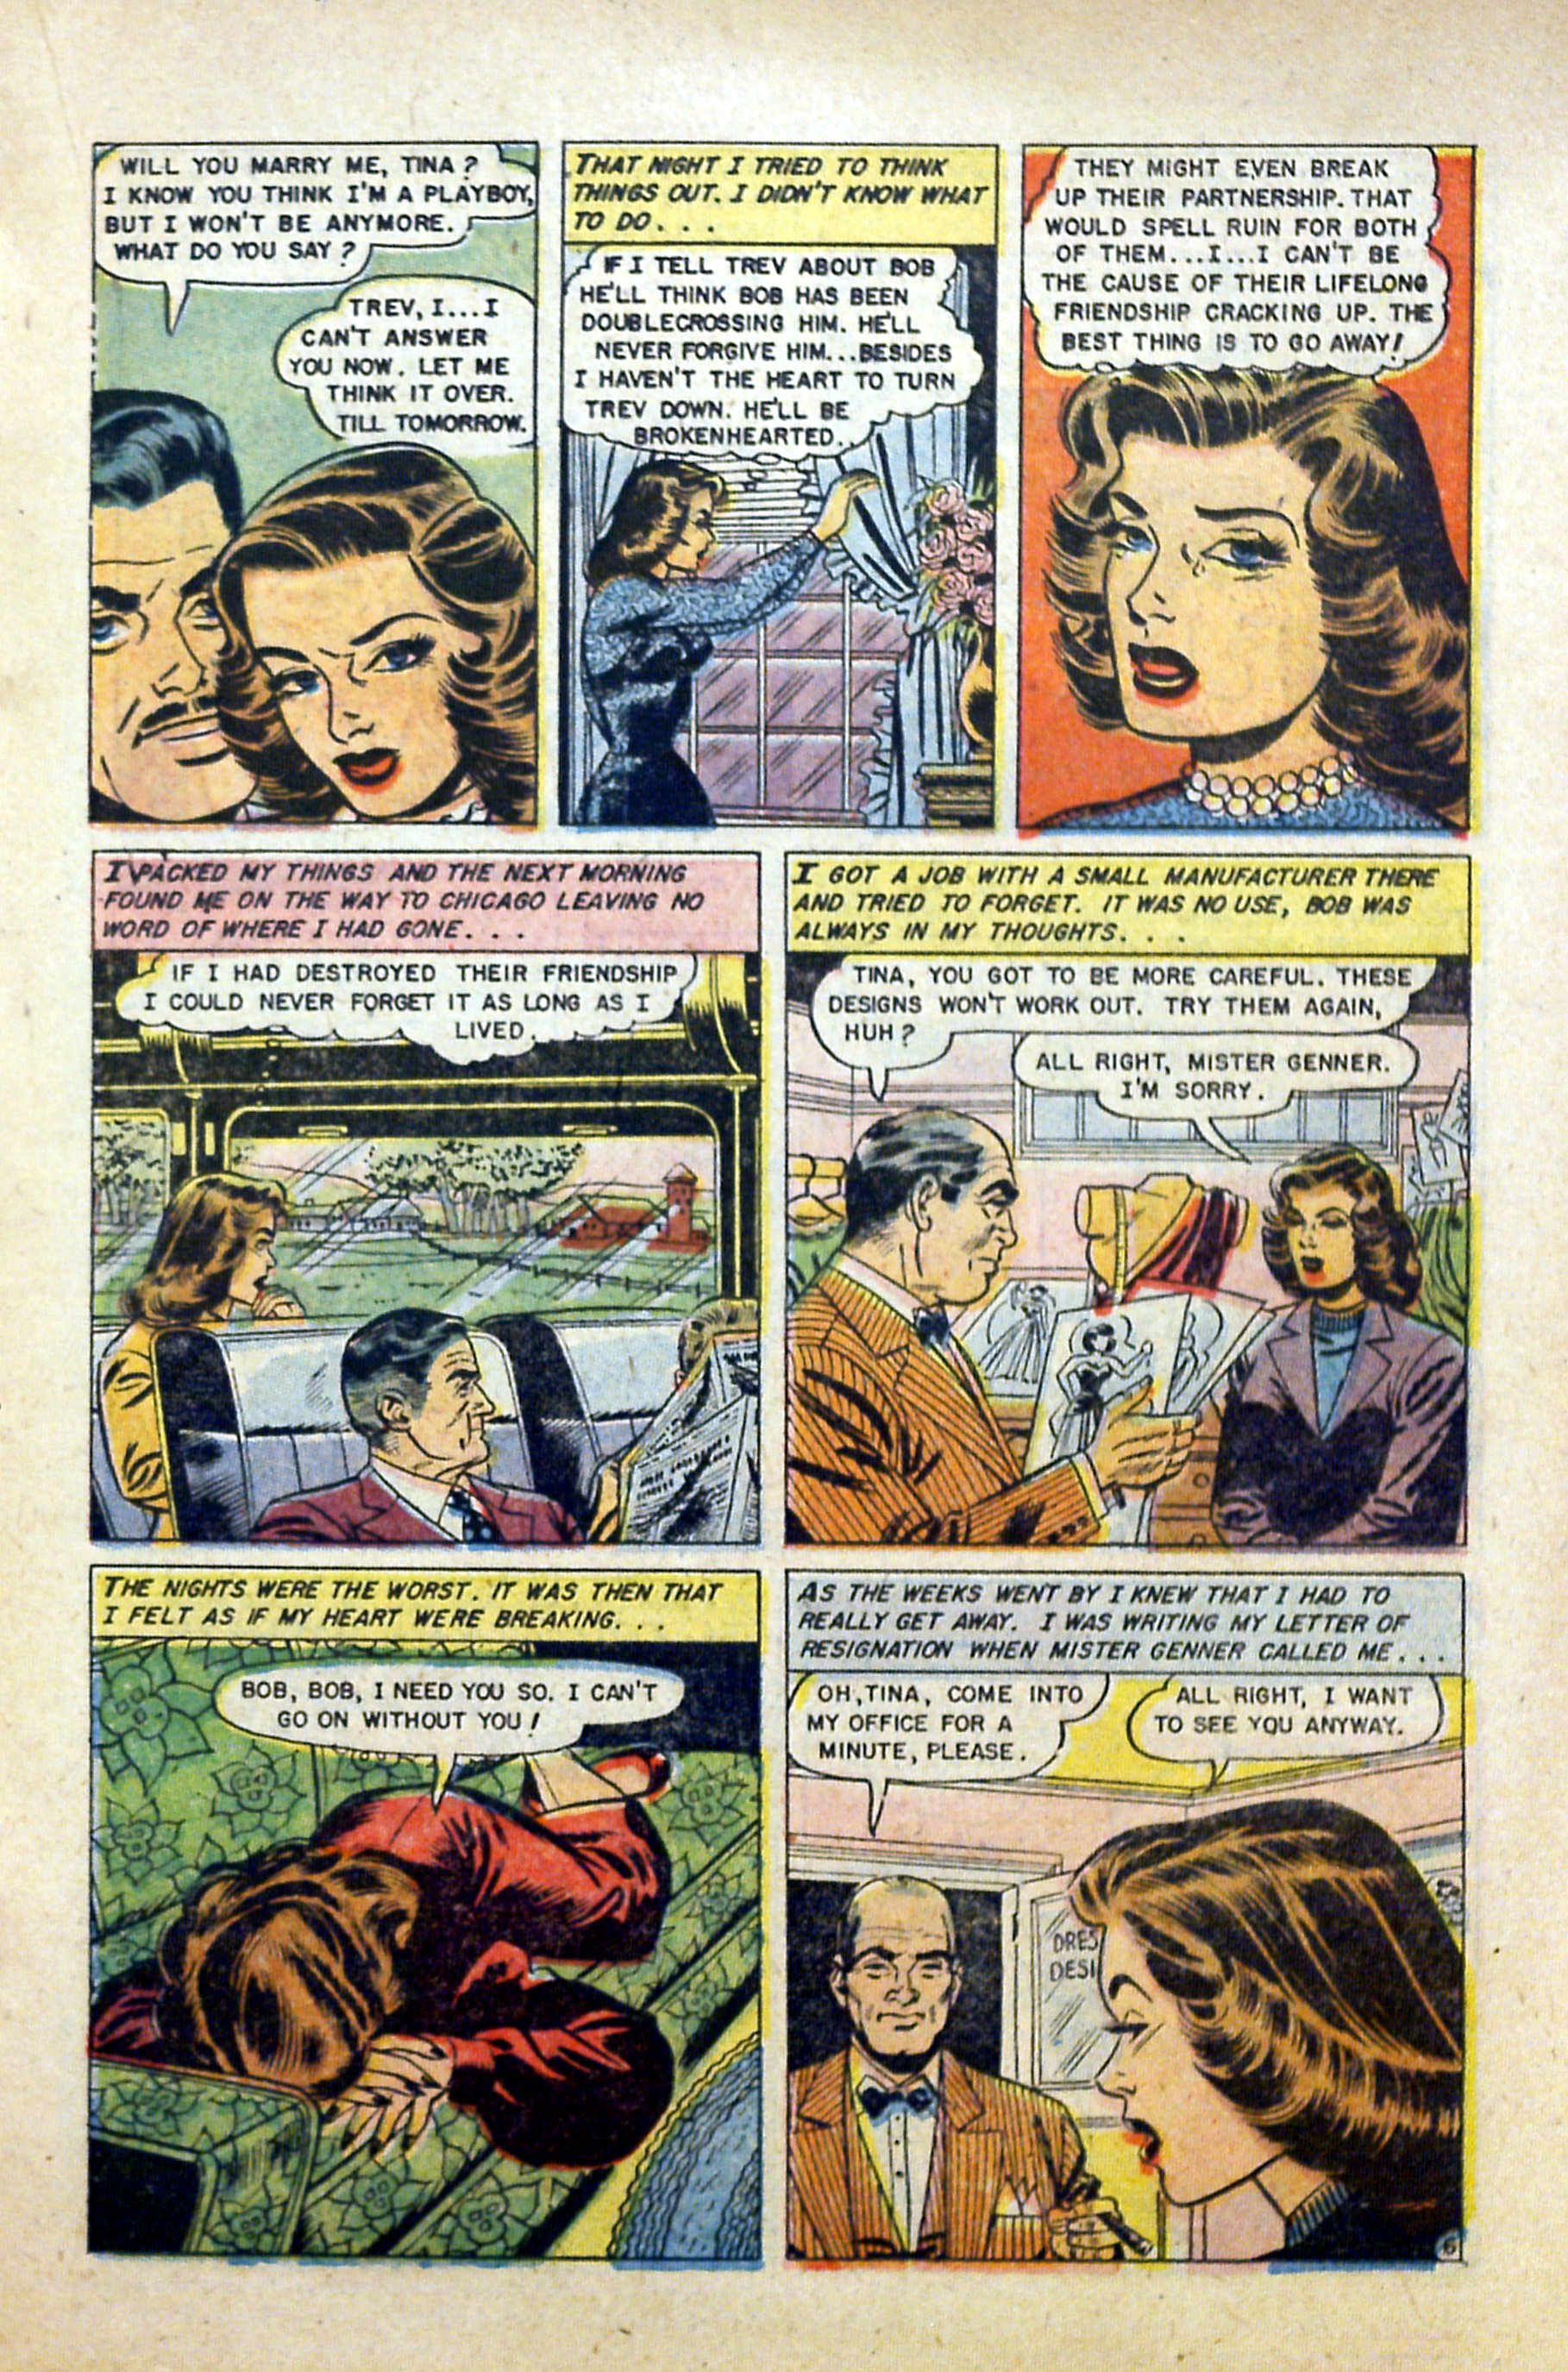 WILL YOU MARRY ME, TINA?
I KNOW YOU THINK I'M A PLAYBOY,
BUT I WON'T BE ANYMORE.
WHAT DO YOU SAY?
TREV, I...I
CAN'T ANSWER
YOU NOW. LET ME
THINK IT OVER.
TILL TOMORROW.
THAT NIGHT I TRIED TO THINK
THINGS OUT. I DIDN'T KNOW WHAT
TO DO...
IF I TELL TREV ABOUT BOB
HE'LL THINK BOB HAS BEEN
DOUBLECROSSING HIM. HE'LL
NEVER FORGIVE HIM...BESIDES
I HAVEN'T THE HEART TO TURN
TREV DOWN. HE'LL BE
BROKENHEARTED..
THEY MIGHT EVEN BREAK
UP THEIR PARTNERSHIP. THAT
WOULD SPELL RUIN FOR BOTH
OF THEM...I...I CAN'T BE
THE CAUSE OF THEIR LIFELONG
FRIENDSHIP CRACKING UP. THE
BEST THING IS TO GO AWAY!
I PACKED MY THINGS AND THE NEXT MORNING
FOUND ME ON THE WAY TO CHICAGO LEAVING NO
WORD OF WHERE I HAD GONE...
IF I HAD DESTROYED THEIR FRIENDSHIP
I COULD NEVER FORGET IT AS LONG AS I
LIVED.
I GOT A JOB WITH A SMALL MANUFACTURER THERE
AND TRIED TO FORGET. IT WAS NO USE, BOB WAS
ALWAYS IN MY THOUGHTS...
TINA, YOU GOT TO BE MORE CAREFUL. THESE
DESIGNS WON'T WORK OUT. TRY THEM AGAIN,
HUH?
ALL RIGHT, MISTER GENNER.
I'M SORRY.
THE NIGHTS WERE THE WORST. IT WAS THEN THAT
I FELT AS IF MY HEART WERE BREAKING...
BOB, BOB, I NEED YOU SO. I CAN'T
GO ON WITHOUT YOU!
AS THE WEEKS WENT BY I KNEW THAT I HAD TO
REALLY GET AWAY. I WAS WRITING MY LETTER OF
RESIGNATION WHEN MISTER GENNER CALLED ME...
OH, TINA, COME INTO
MY OFFICE FOR A
MINUTE, PLEASE.
ALL RIGHT, I WANT
TO SEE YOU ANYWAY.
DRES
DESI
6